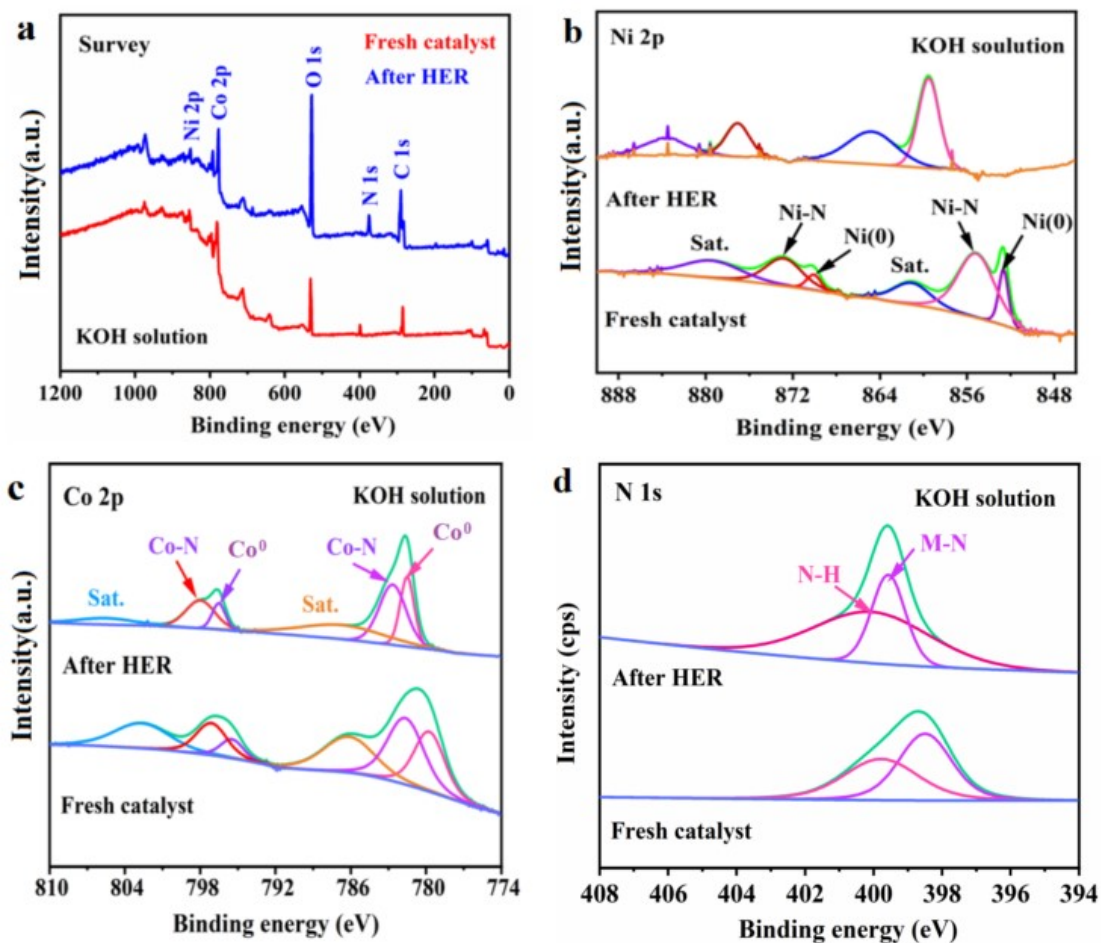 a
Survey
Fresh catalyst
After HER
Ni 2p
Co 2p
O 1s
N 1s
C 1s
KOH solution
Intensity(a.u.)
1200 1000 800 600 400 200 0
Binding energy (eV)
b
Ni 2p
KOH soulution
After HER
Sat.
Ni-N
Ni(0)
Sat.
Ni-N
Ni(0)
Fresh catalyst
Intensity(a.u.)
888 880 872 864 856 848
Binding energy (eV)
c
Co 2p
KOH solution
Sat.
Co-N
Co⁰
Sat.
Co-N
Co⁰
After HER
Fresh catalyst
Intensity(a.u.)
810 804 798 792 786 780 774
Binding energy (eV)
d
N 1s
KOH solution
N-H
M-N
After HER
Fresh catalyst
Intensity (cps)
408 406 404 402 400 398 396 394
Binding energy (eV)